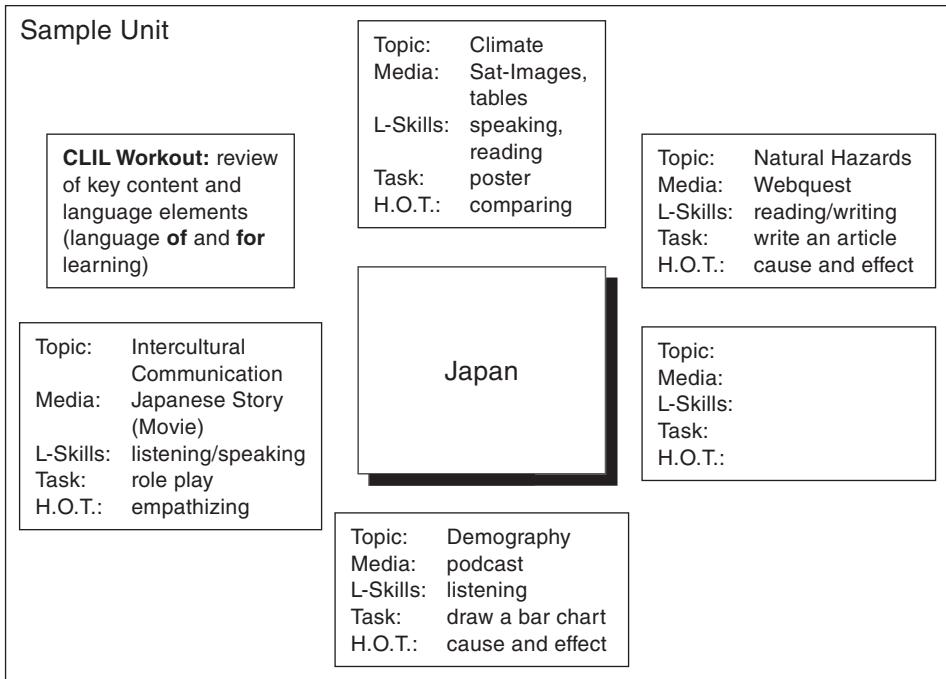 Sample Unit
Topic: Climate
Media: Sat-Images,
tables
L-Skills: speaking,
reading
Task: poster
H.O.T.: comparing
CLIL Workout: review
of key content and
language elements
(language of and for
learning)
Topic: Natural Hazards
Media: Webquest
L-Skills: reading/writing
Task: write an article
H.O.T.: cause and effect
Japan
Topic: Intercultural
Communication
Media: Japanese Story
(Movie)
L-Skills: listening/speaking
Task: role play
H.O.T.: empathizing
Topic:
Media:
L-Skills:
Task:
H.O.T.:
Topic: Demography
Media: podcast
L-Skills: listening
Task: draw a bar chart
H.O.T.: cause and effect